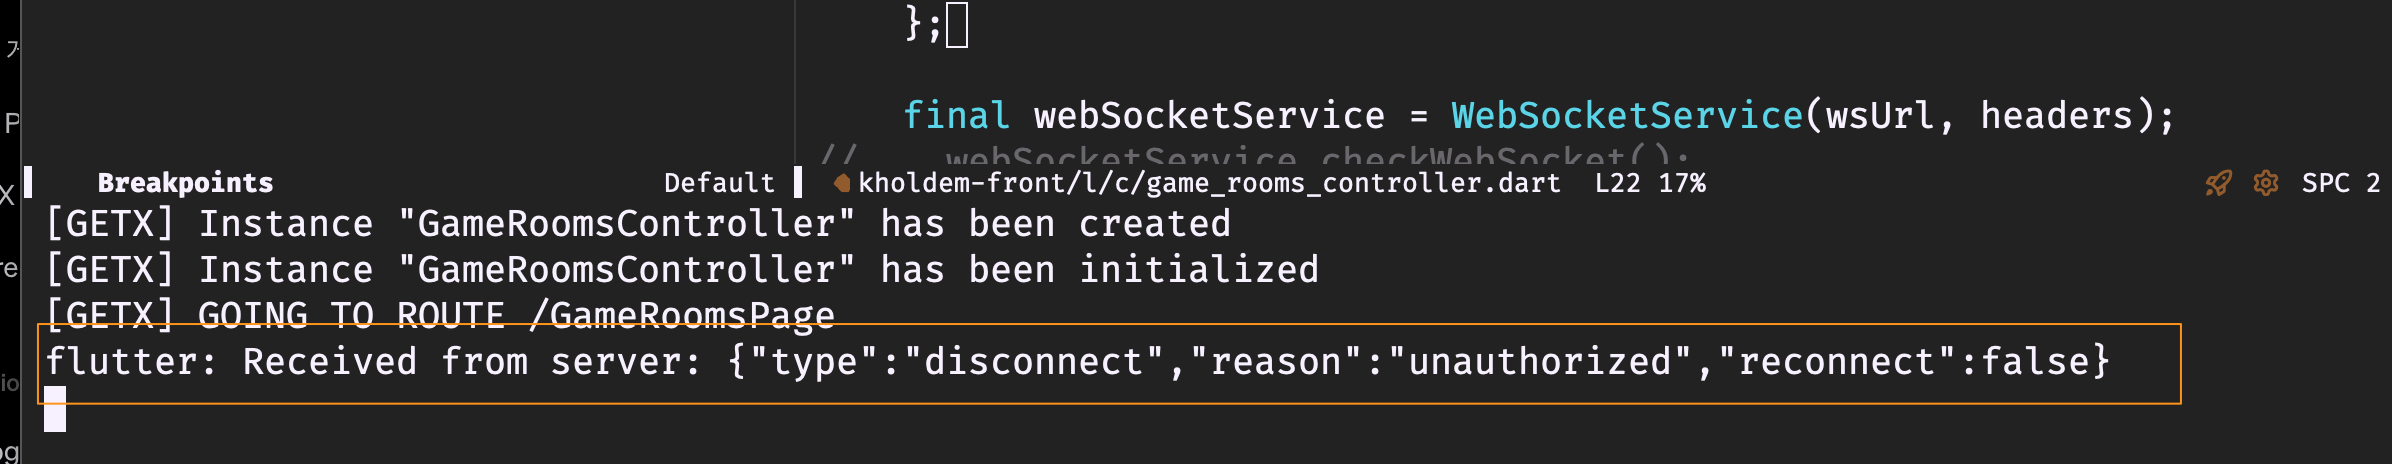 };
final webSocketService = WebSocketService(wsUrl, headers);
// webSocketService.checkWebSocket();
Breakpoints
Default
kholdem-front/l/c/game_rooms_controller.dart L22 17%
SPC 2
[GETX] Instance "GameRoomsController" has been created
[GETX] Instance "GameRoomsController" has been initialized
[GETX] GOING TO ROUTE /GameRoomsPage
flutter: Received from server: {"type":"disconnect","reason":"unauthorized","reconnect":false}
P
X
re
io
og